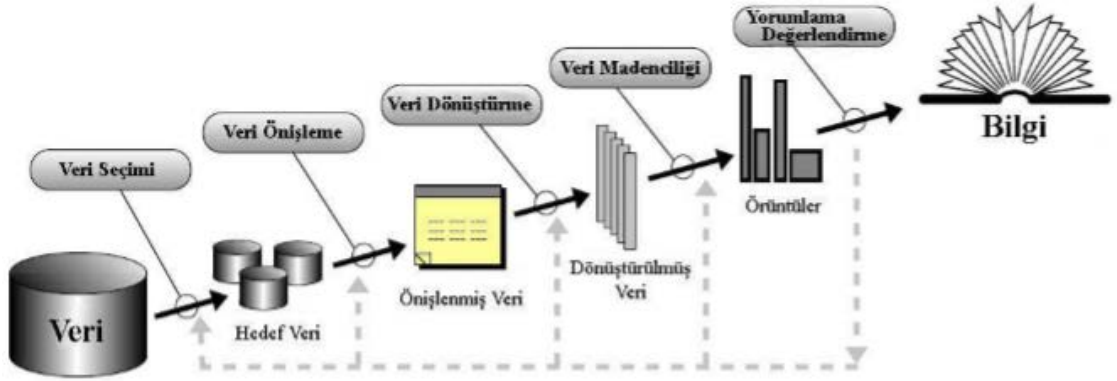 Yorumlama
Değerlendirme
Veri Madenciliği
Veri Dönüştürme
Veri Önişleme
Veri Seçimi
Bilgi
Örüntüler
Dönüştürülmüş
Veri
Önişlenmiş Veri
Hedef Veri
Veri